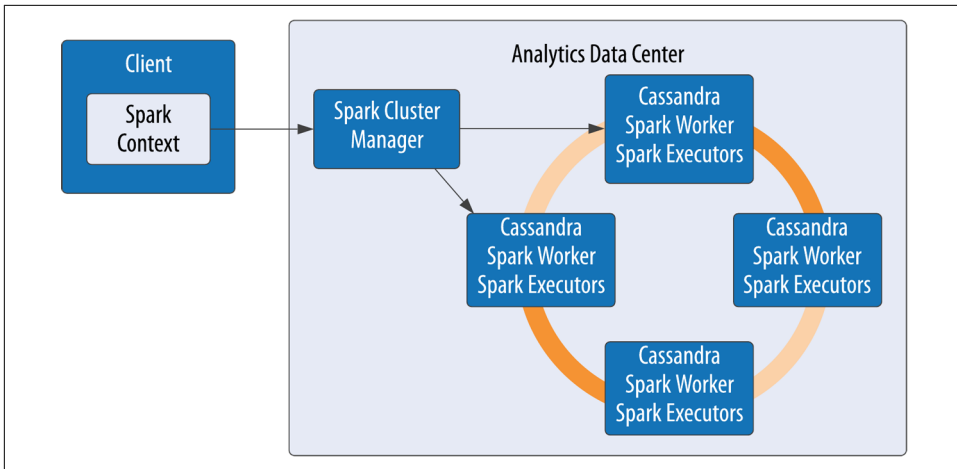 Client
Spark
Context
Analytics Data Center
Spark Cluster
Manager
Cassandra
Spark Worker
Spark Executors
Cassandra
Spark Worker
Spark Executors
Cassandra
Spark Worker
Spark Executors
Cassandra
Spark Worker
Spark Executors